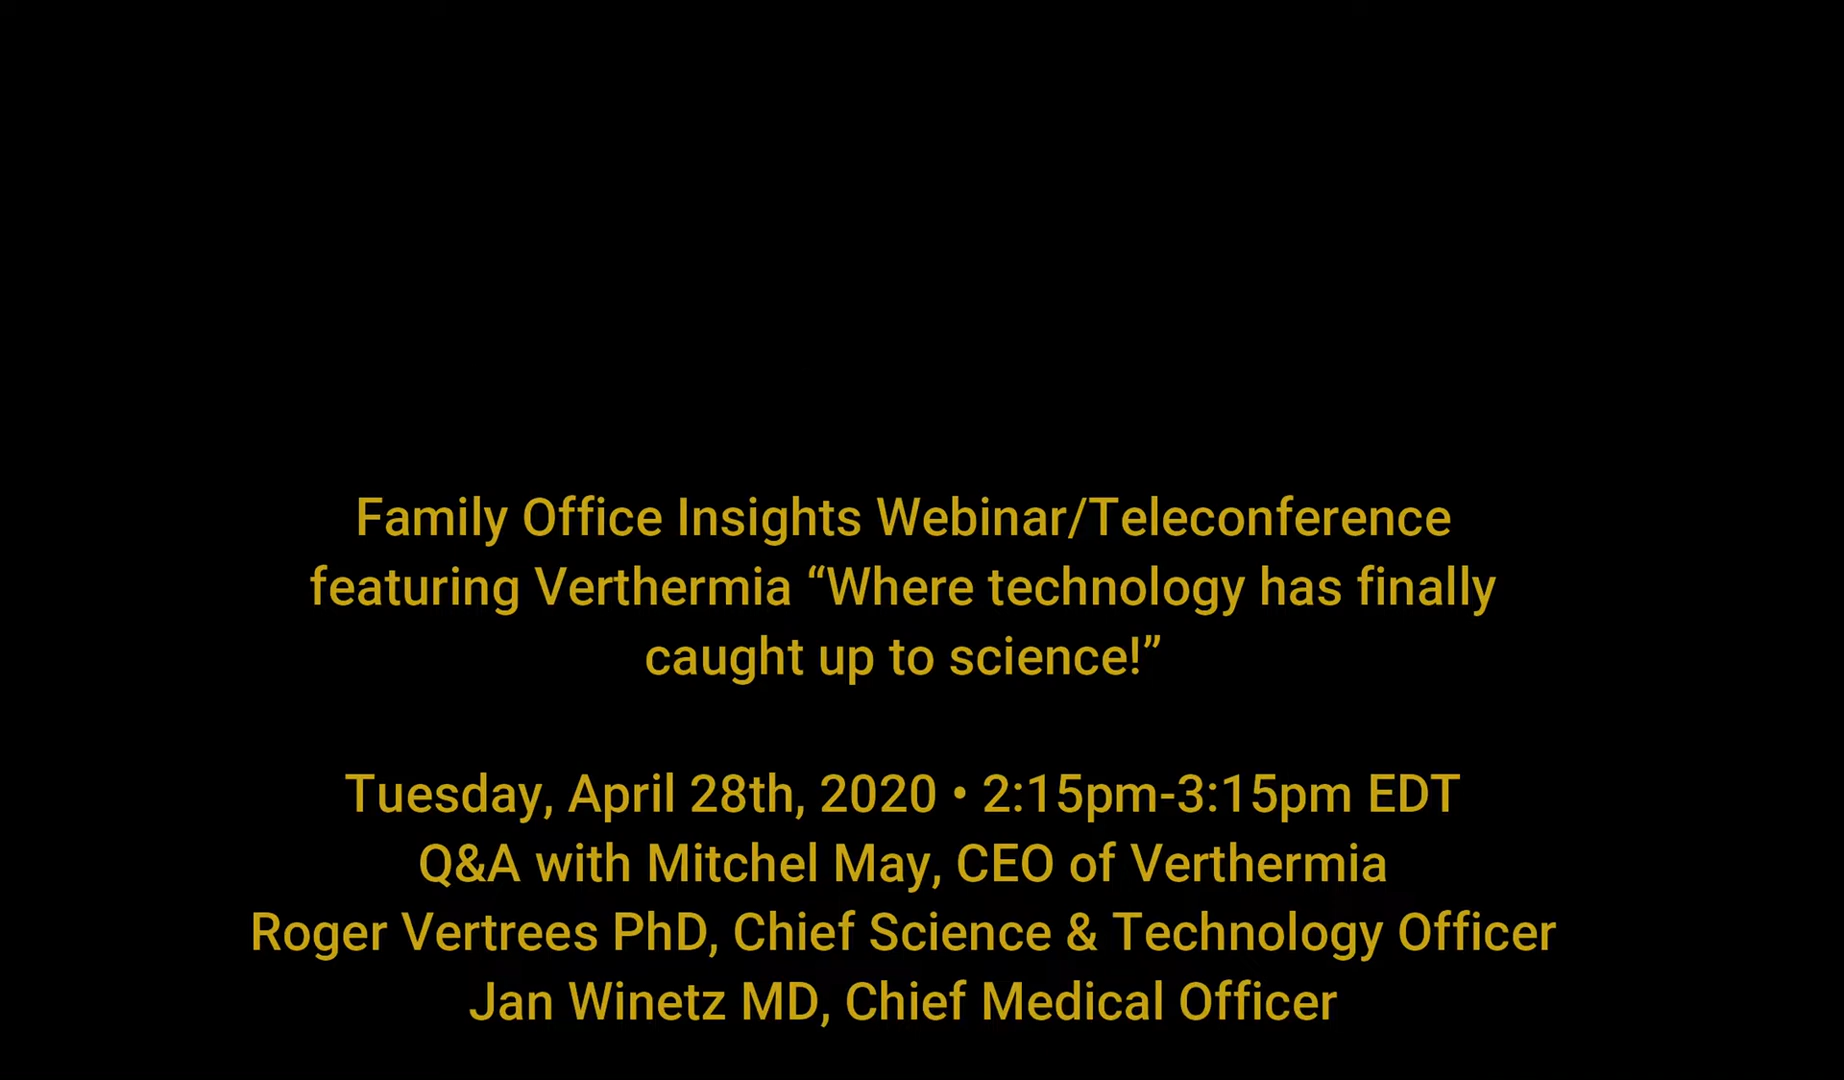 Family Office Insights Webinar/Teleconference
featuring Verthermia “Where technology has finally
caught up to science!”
Tuesday, April 28th, 2020 • 2:15pm-3:15pm EDT
Q&A with Mitchel May, CEO of Verthermia
Roger Vertrees PhD, Chief Science & Technology Officer
Jan Winetz MD, Chief Medical Officer